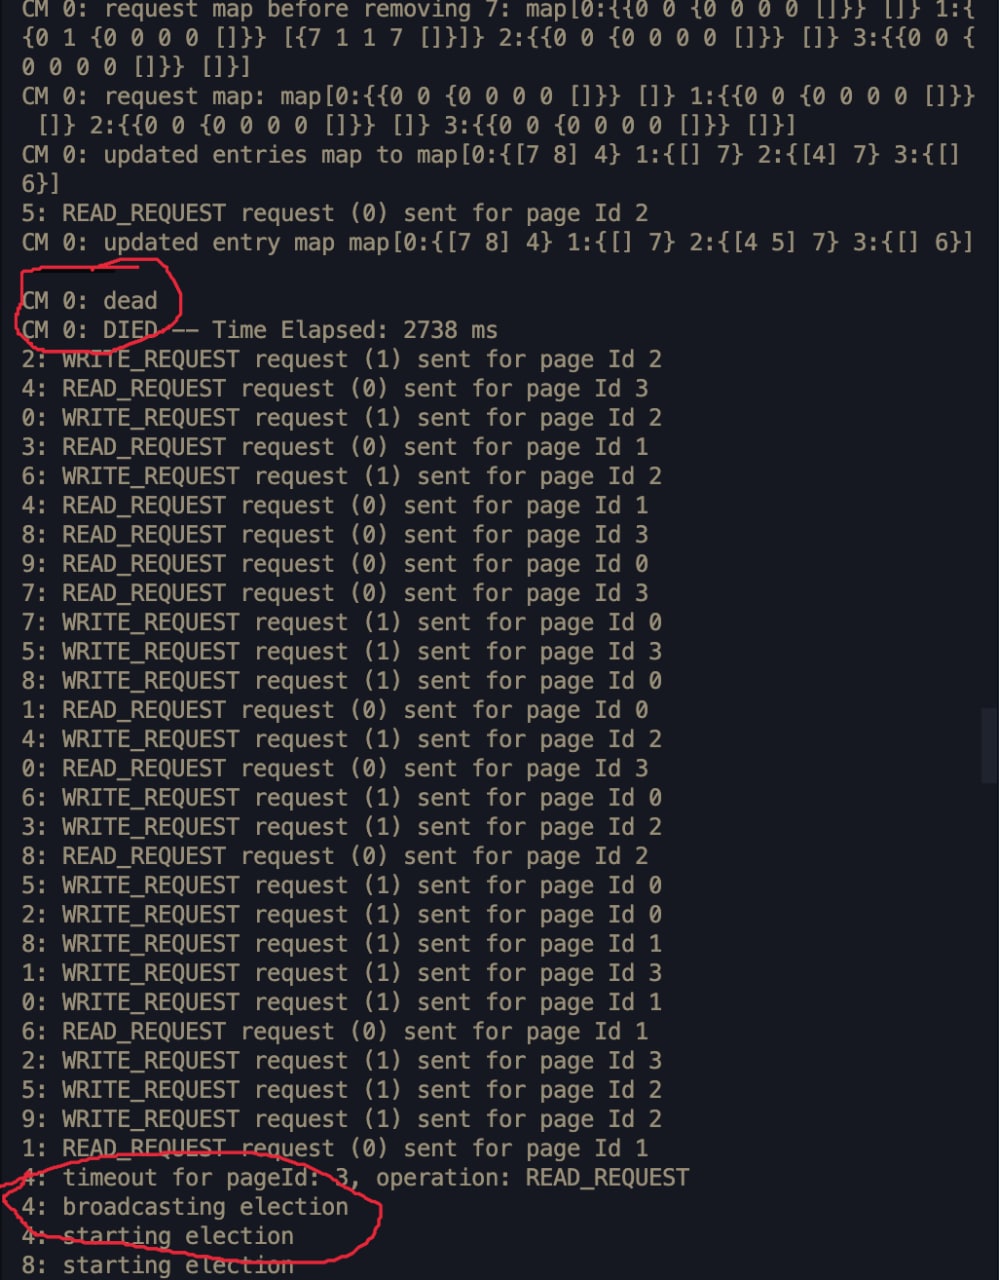 CM 0: request map before removing 7: map[0:{{0 0 {0 0 0 0 []}} []} 1:{
{0 1 {0 0 0 0 []}} [{7 1 1 7 []}]} 2:{{0 0 {0 0 0 0 []}} []} 3:{{0 0 {
0 0 0 0 []}} []}]
CM 0: request map: map[0:{{0 0 {0 0 0 0 []}} []} 1:{{0 0 {0 0 0 0 []}}
[]} 2:{{0 0 {0 0 0 0 []}} []} 3:{{0 0 {0 0 0 0 []}} []}]
CM 0: updated entries map to map[0:{[7 8] 4} 1:{[] 7} 2:{[4] 7} 3:{[]
6}]
5: READ_REQUEST request (0) sent for page Id 2
CM 0: updated entry map map[0:{[7 8] 4} 1:{[] 7} 2:{[4 5] 7} 3:{[] 6}]
CM 0: dead
CM 0: DIED -- Time Elapsed: 2738 ms
2: WRITE_REQUEST request (1) sent for page Id 2
4: READ_REQUEST request (0) sent for page Id 3
0: WRITE_REQUEST request (1) sent for page Id 2
3: READ_REQUEST request (0) sent for page Id 1
6: WRITE_REQUEST request (1) sent for page Id 2
4: READ_REQUEST request (0) sent for page Id 1
8: READ_REQUEST request (0) sent for page Id 3
9: READ_REQUEST request (0) sent for page Id 0
7: READ_REQUEST request (0) sent for page Id 3
7: WRITE_REQUEST request (1) sent for page Id 0
5: WRITE_REQUEST request (1) sent for page Id 3
8: WRITE_REQUEST request (1) sent for page Id 0
1: READ_REQUEST request (0) sent for page Id 0
4: WRITE_REQUEST request (1) sent for page Id 2
0: READ_REQUEST request (0) sent for page Id 3
6: WRITE_REQUEST request (1) sent for page Id 0
3: WRITE_REQUEST request (1) sent for page Id 2
8: READ_REQUEST request (0) sent for page Id 2
5: WRITE_REQUEST request (1) sent for page Id 0
2: WRITE_REQUEST request (1) sent for page Id 0
8: WRITE_REQUEST request (1) sent for page Id 1
1: WRITE_REQUEST request (1) sent for page Id 3
0: WRITE_REQUEST request (1) sent for page Id 1
6: READ_REQUEST request (0) sent for page Id 1
2: WRITE_REQUEST request (1) sent for page Id 3
5: WRITE_REQUEST request (1) sent for page Id 2
9: WRITE_REQUEST request (1) sent for page Id 2
1: READ_REQUEST request (0) sent for page Id 1
4: timeout for pageId: 3, operation: READ_REQUEST
4: broadcasting election
4: starting election
8: starting election